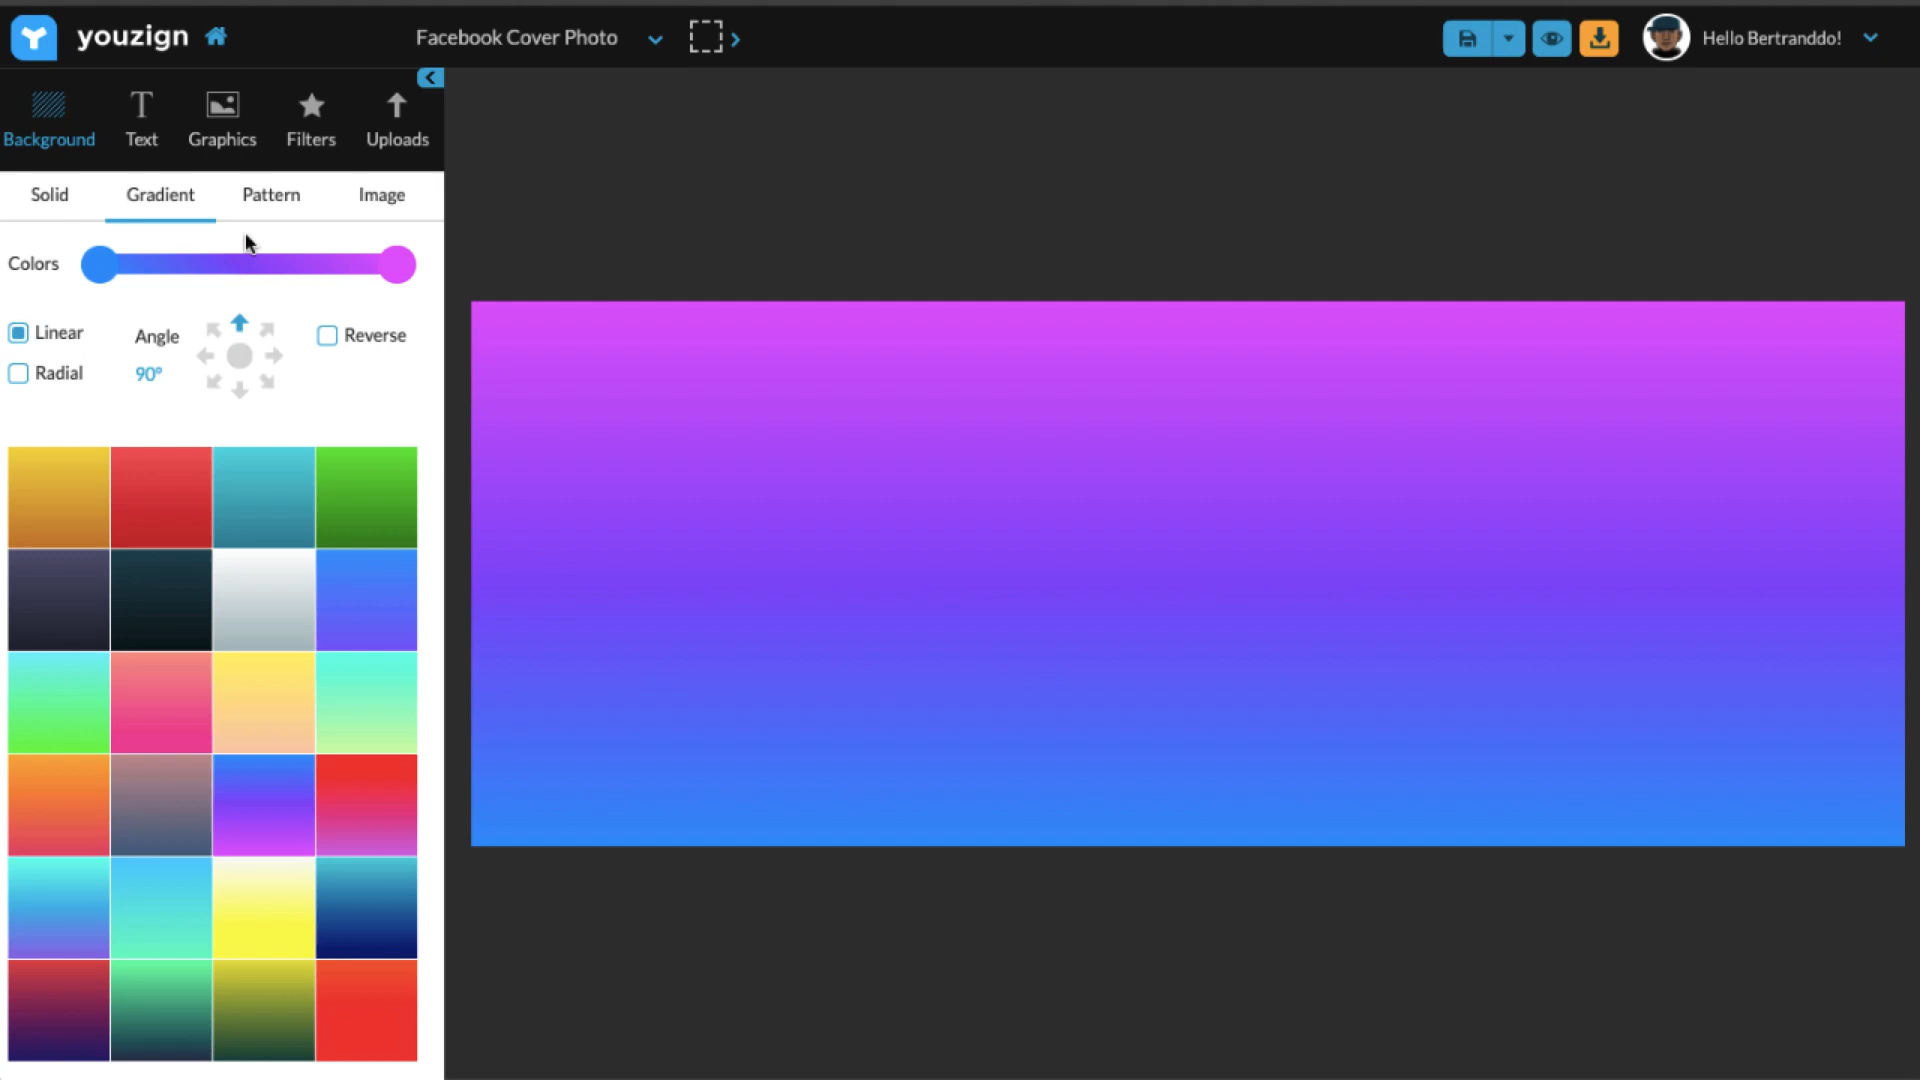 youzign
Facebook Cover Photo
Hello Bertranddo!
Background
Text
Graphics
Filters
Uploads
Solid
Gradient
Pattern
Image
Colors
Linear
Angle
Reverse
Radial
90°